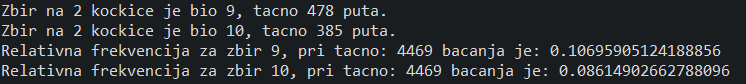 Zbir na 2 kockice je bio 9, tacno 478 puta.
Zbir na 2 kockice je bio 10, tacno 385 puta.
Relativna frekvencija za zbir 9, pri tacno: 4469 bacanja je: 0.10695905124188856
Relativna frekvencija za zbir 10, pri tacno: 4469 bacanja je: 0.08614902662788096